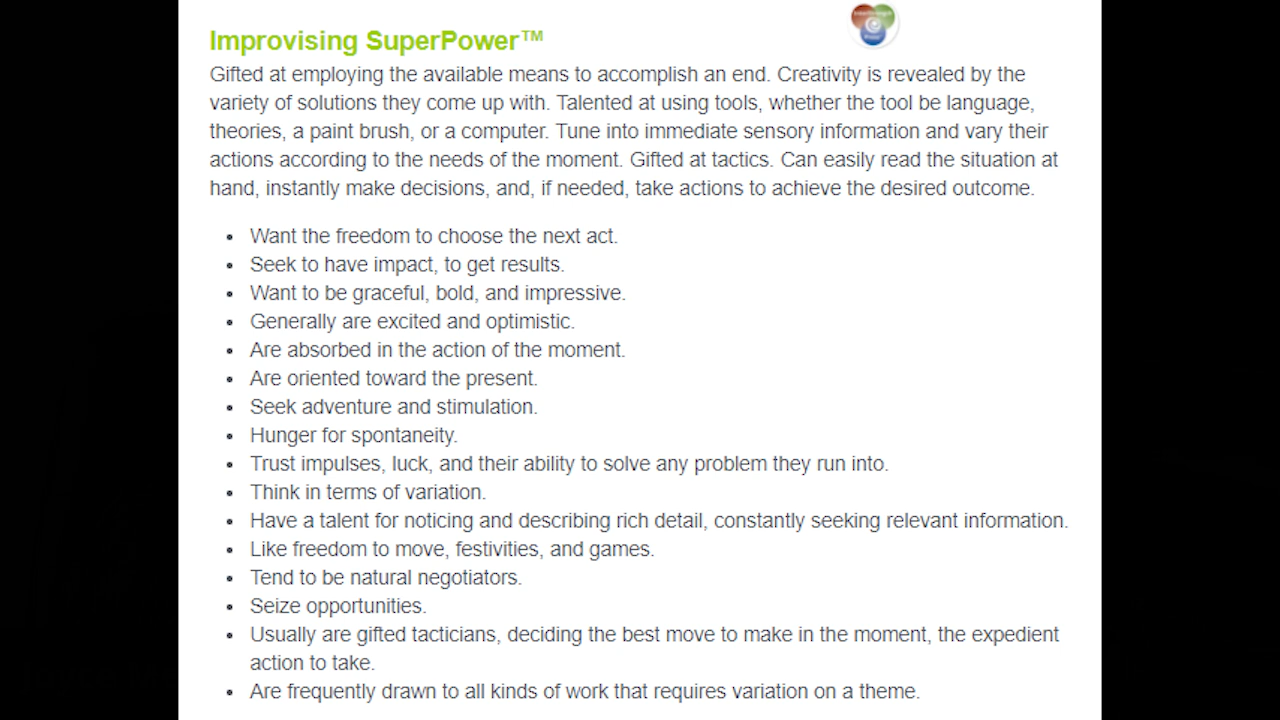 Improvising SuperPower™
Gifted at employing the available means to accomplish an end. Creativity is revealed by the
variety of solutions they come up with. Talented at using tools, whether the tool be language,
theories, a paint brush, or a computer. Tune into immediate sensory information and vary their
actions according to the needs of the moment. Gifted at tactics. Can easily read the situation at
hand, instantly make decisions, and, if needed, take actions to achieve the desired outcome.
• Want the freedom to choose the next act.
• Seek to have impact, to get results.
• Want to be graceful, bold, and impressive.
• Generally are excited and optimistic.
• Are absorbed in the action of the moment.
• Are oriented toward the present.
• Seek adventure and stimulation.
• Hunger for spontaneity.
• Trust impulses, luck, and their ability to solve any problem they run into.
• Think in terms of variation.
• Have a talent for noticing and describing rich detail, constantly seeking relevant information.
• Like freedom to move, festivities, and games.
• Tend to be natural negotiators.
• Seize opportunities.
• Usually are gifted tacticians, deciding the best move to make in the moment, the expedient
action to take.
• Are frequently drawn to all kinds of work that requires variation on a theme.